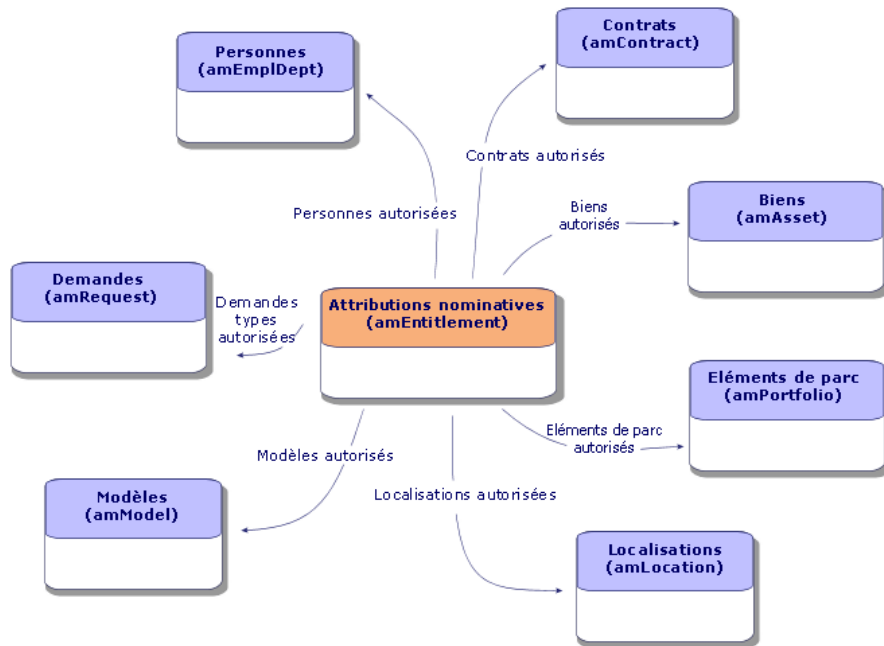 Contrats
(amContract)
Personnes
(amEmplDept)
Contrats autorisés
Personnes autorisées
Biens
autorisés
Biens
(amAsset)
Demandes
(amRequest)
Demandes
types
autorisées
Attributions nominatives
(amEntitlement)
Eléments de parc
(amPortfolio)
Eléments de parc
autorisés
Modèles autorisés
Localisations autorisées
Modèles
(amModel)
Localisations
(amLocation)